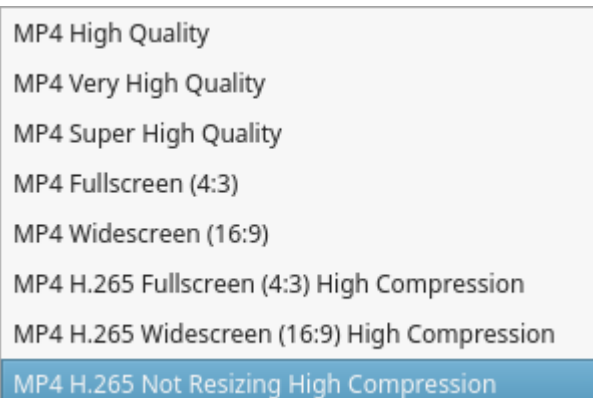 MP4 High Quality
MP4 Very High Quality
MP4 Super High Quality
MP4 Fullscreen (4:3)
MP4 Widescreen (16:9)
MP4 H.265 Fullscreen (4:3) High Compression
MP4 H.265 Widescreen (16:9) High Compression
MP4 H.265 Not Resizing High Compression